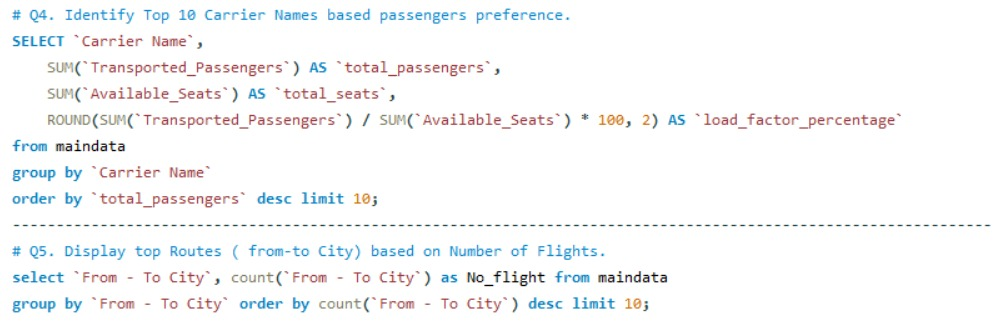 # Q4. Identify Top 10 Carrier Names based passengers preference.
SELECT `Carrier Name`,
    SUM(`Transported_Passengers`) AS `total_passengers`,
    SUM(`Available_Seats`) AS `total_seats`,
    ROUND(SUM(`Transported_Passengers`) / SUM(`Available_Seats`) * 100, 2) AS `load_factor_percentage`
from maindata
group by `Carrier Name`
order by `total_passengers` desc limit 10;
----------------------------------------------------------------------------------------------------------------
# Q5. Display top Routes ( from-to City) based on Number of Flights.
select `From - To City`, count(`From - To City`) as No_flight from maindata
group by `From - To City` order by count(`From - To City`) desc limit 10;